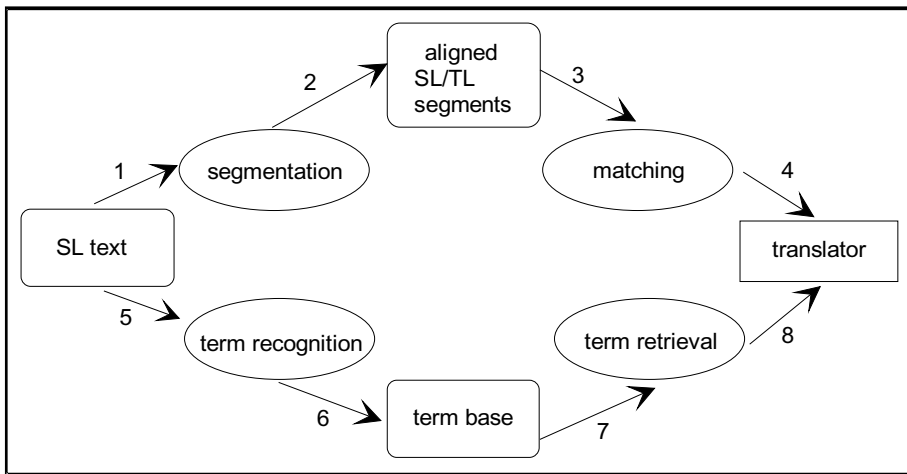 aligned
SL/TL
segments
2
3
1
segmentation
matching
4
SL text
translator
5
term recognition
term retrieval
8
6
term base
7